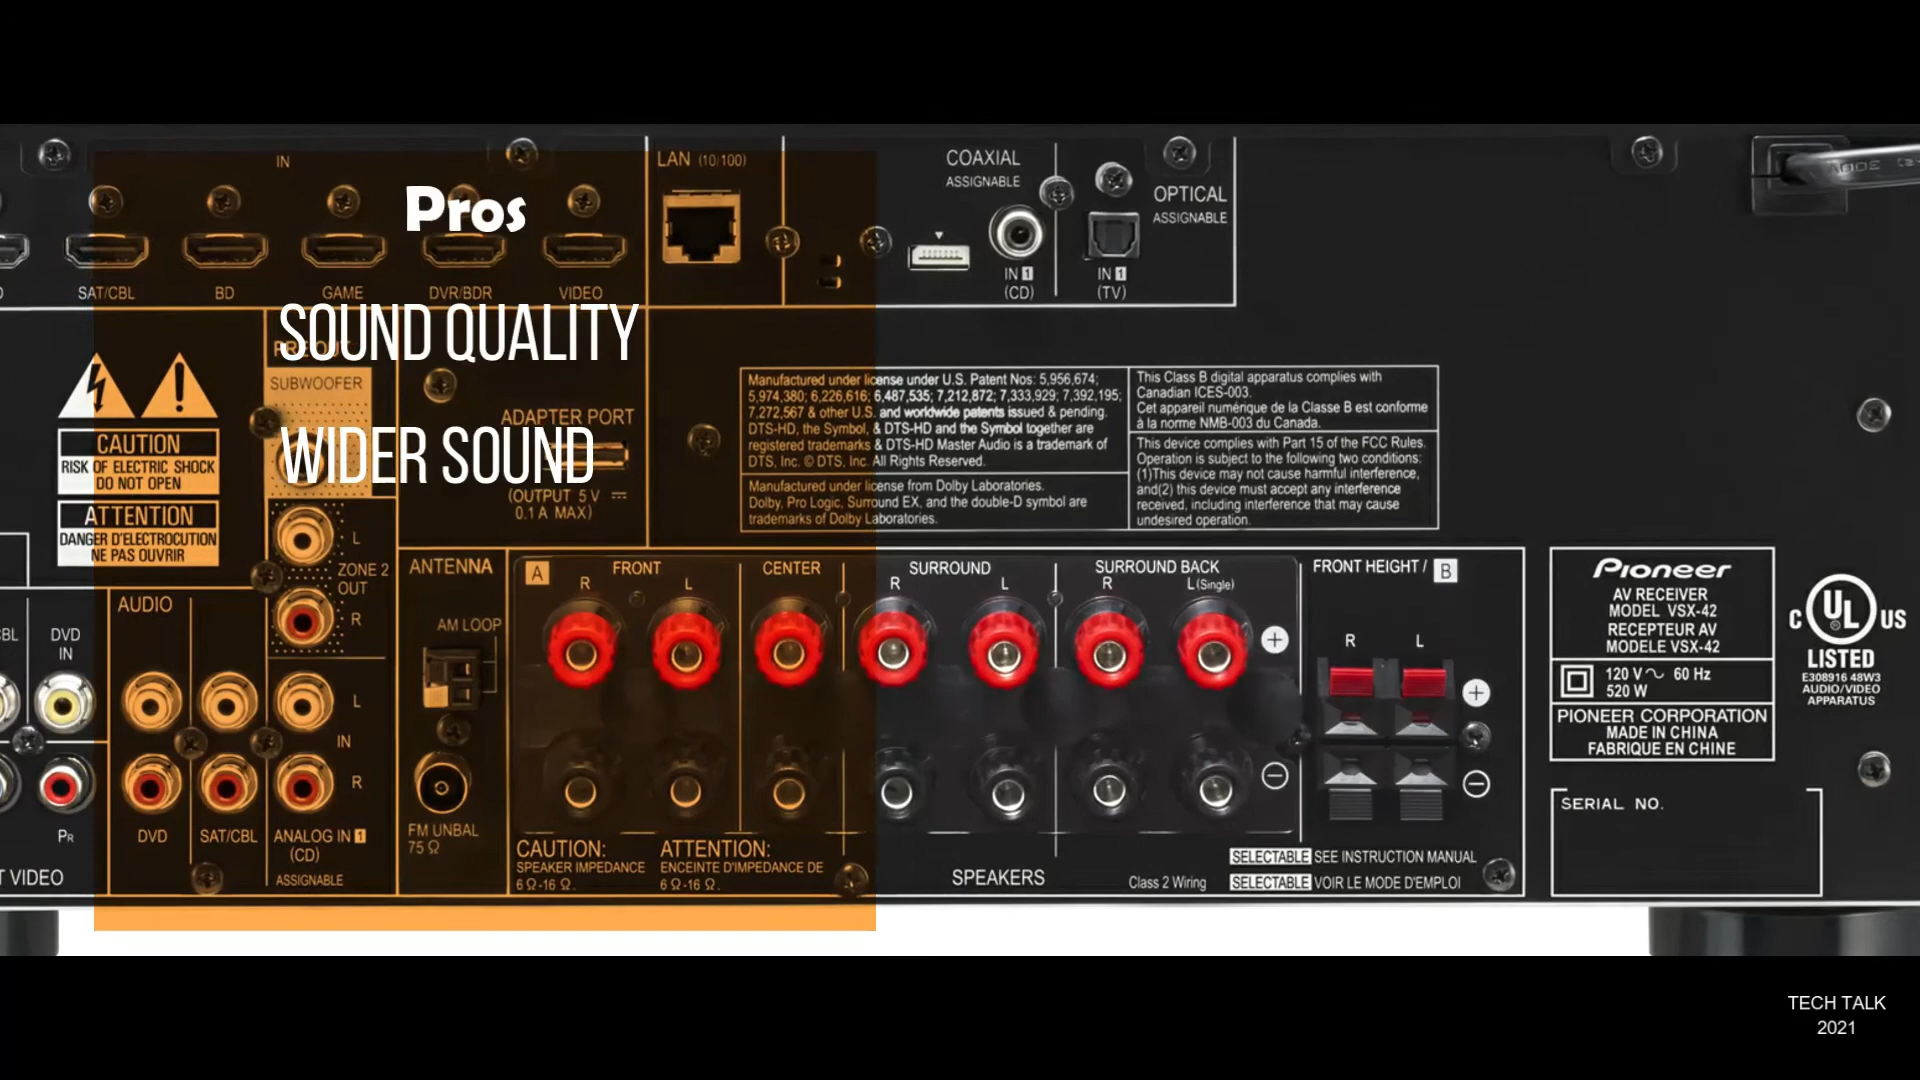 IN
LAN (10/100)
COAXIAL
ASSIGNABLE
OPTICAL
ASSIGNABLE
Pros
IN 1
(CD)
IN 1
(TV)
SAT/CBL
BD
GAME
DVR/BDR
VIDEO
SOUND QUALITY
SUBWOOFER
ADAPTER PORT
WIDER SOUND
(OUTPUT 5 V
0.1 A MAX)
CAUTION
RISK OF ELECTRIC SHOCK
DO NOT OPEN
ATTENTION
DANGER D'ELECTROCUTION
NE PAS OUVRIR
Manufactured under license under U.S. Patent Nos: 5,956,674;
5,974,380; 6,226,616; 6,487,535; 7,212,872; 7,333,929; 7,392,195;
7,272,567 & other U.S. and worldwide patents issued & pending.
DTS-HD, the Symbol, & DTS-HD and the Symbol together are
registered trademarks & DTS-HD Master Audio is a trademark of
DTS, Inc. © DTS, Inc. All Rights Reserved.
Manufactured under license from Dolby Laboratories.
Dolby, Pro Logic, Surround EX, and the double-D symbol are
trademarks of Dolby Laboratories.
This Class B digital apparatus complies with
Canadian ICES-003.
Cet appareil numérique de la Classe B est conforme
à la norme NMB-003 du Canada.
This device complies with Part 15 of the FCC Rules.
Operation is subject to the following two conditions:
(1)This device may not cause harmful interference,
and(2) this device must accept any interference
received, including interference that may cause
undesired operation.
L
ZONE 2
OUT
R
AUDIO
DVD
IN
L
IN
R
PR
DVD
SAT/CBL
ANALOG IN 1
(CD)
ASSIGNABLE
T VIDEO
ANTENNA
AM LOOP
FM UNBAL
75 Ω
A
R FRONT L
CENTER
SURROUND
R L
SURROUND BACK
R L (Single)
FRONT HEIGHT / B
R L
CAUTION:
SPEAKER IMPEDANCE
6 Ω-16 Ω.
ATTENTION:
ENCEINTE D'IMPEDANCE DE
6 Ω-16 Ω.
SPEAKERS
Class 2 Wiring
SELECTABLE SEE INSTRUCTION MANUAL
SELECTABLE VOIR LE MODE D'EMPLOI
Pioneer
AV RECEIVER
MODEL VSX-42
RECEPTEUR AV
MODELE VSX-42
120 V~ 60 Hz
520 W
PIONEER CORPORATION
MADE IN CHINA
FABRIQUE EN CHINE
C UL US
LISTED
E308916 48W3
AUDIO/VIDEO
APPARATUS
SERIAL NO.
TECH TALK
2021